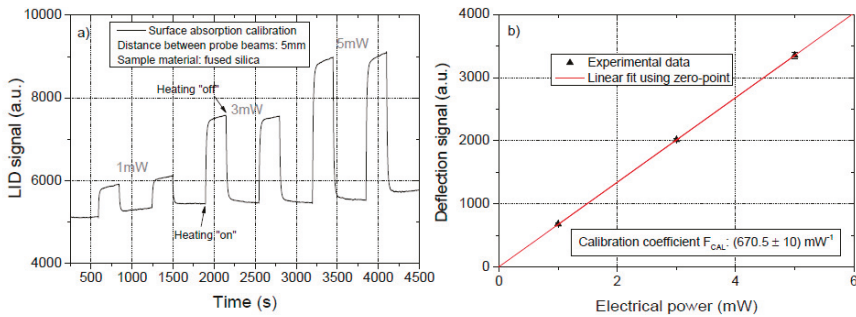 a)
Surface absorption calibration
Distance between probe beams: 5mm
Sample material: fused silica
5mW
Heating "off"
3mW
1mW
Heating "on"
LID signal (a.u.)
10000
8000
6000
4000
500 1000 1500 2000 2500 3000 3500 4000 4500
Time (s)
b)
Experimental data
Linear fit using zero-point
Calibration coefficient FCAL: (670.5 ± 10) mW-1
Deflection signal (a.u.)
4000
3000
2000
1000
0
0 2 4 6
Electrical power (mW)